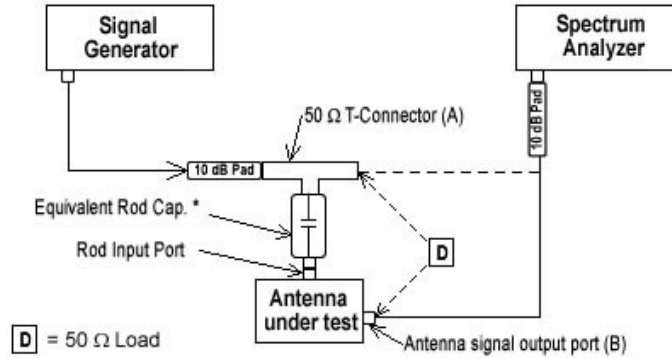 Signal
Generator
Spectrum
Analyzer
10 dB Pad
50 Ω T-Connector (A)
10 dB Pad
Equivalent Rod Cap. *
Rod Input Port
D
Antenna
under test
D = 50 Ω Load
Antenna signal output port (B)